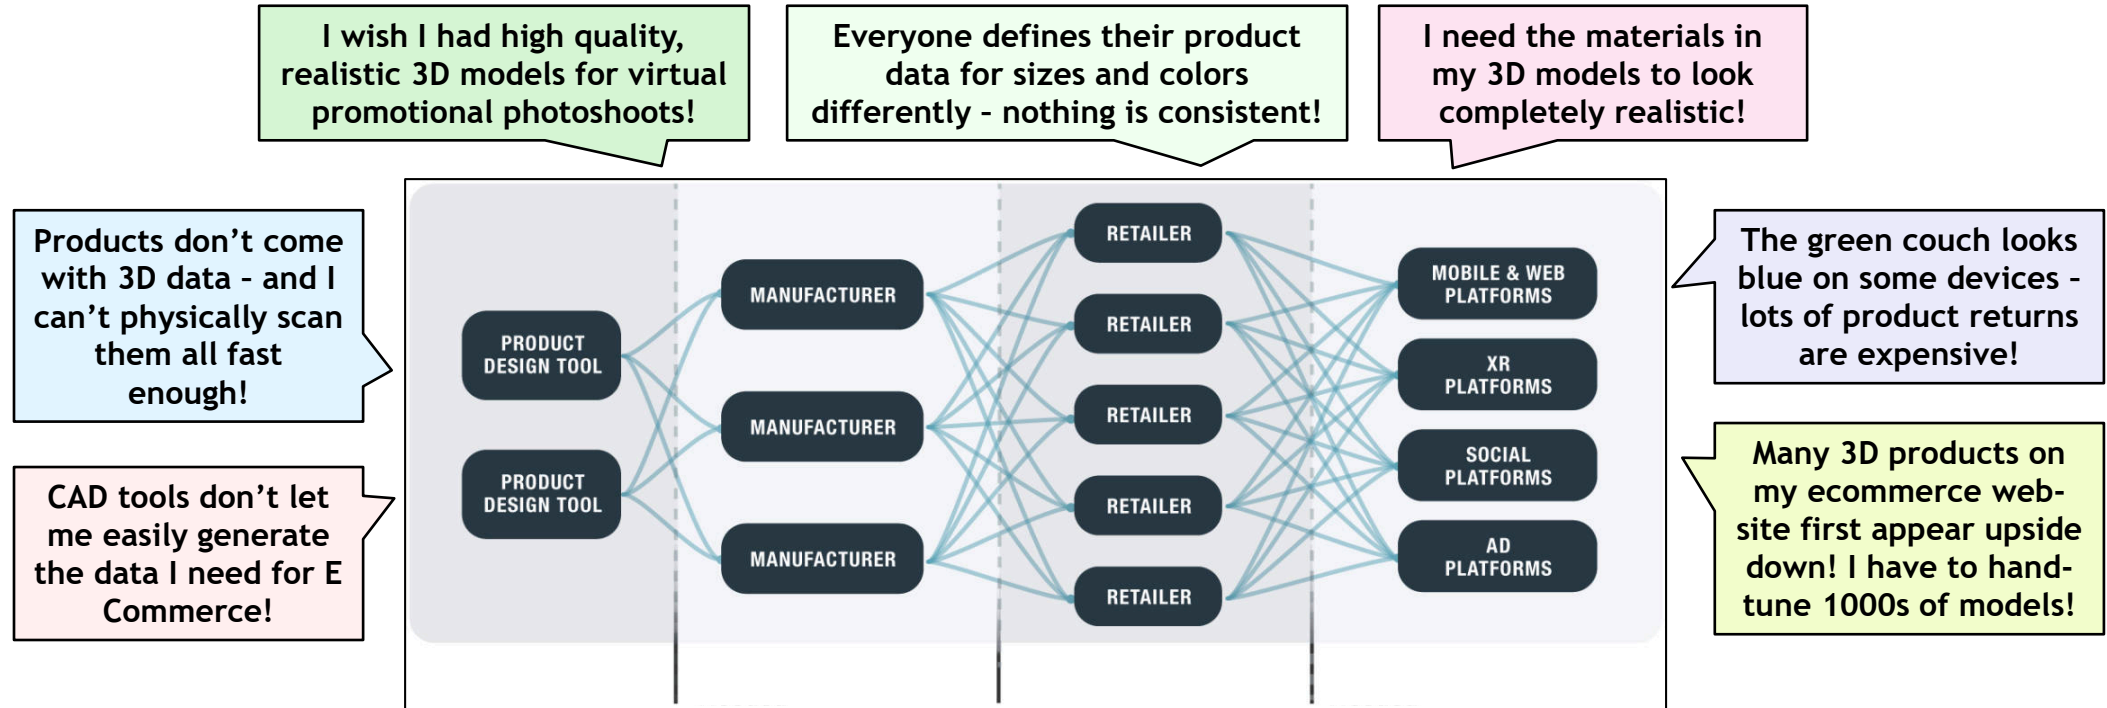 I wish I had high quality,
realistic 3D models for virtual
promotional photoshoots!
Everyone defines their product
data for sizes and colors
differently – nothing is consistent!
I need the materials in
my 3D models to look
completely realistic!
Products don’t come
with 3D data – and I
can’t physically scan
them all fast
enough!
CAD tools don’t let
me easily generate
the data I need for E
Commerce!
PRODUCT
DESIGN TOOL
PRODUCT
DESIGN TOOL
MANUFACTURER
MANUFACTURER
MANUFACTURER
RETAILER
RETAILER
RETAILER
RETAILER
RETAILER
MOBILE & WEB
PLATFORMS
XR
PLATFORMS
SOCIAL
PLATFORMS
AD
PLATFORMS
The green couch looks
blue on some devices –
lots of product returns
are expensive!
Many 3D products on
my ecommerce web-
site first appear upside
down! I have to hand-
tune 1000s of models!